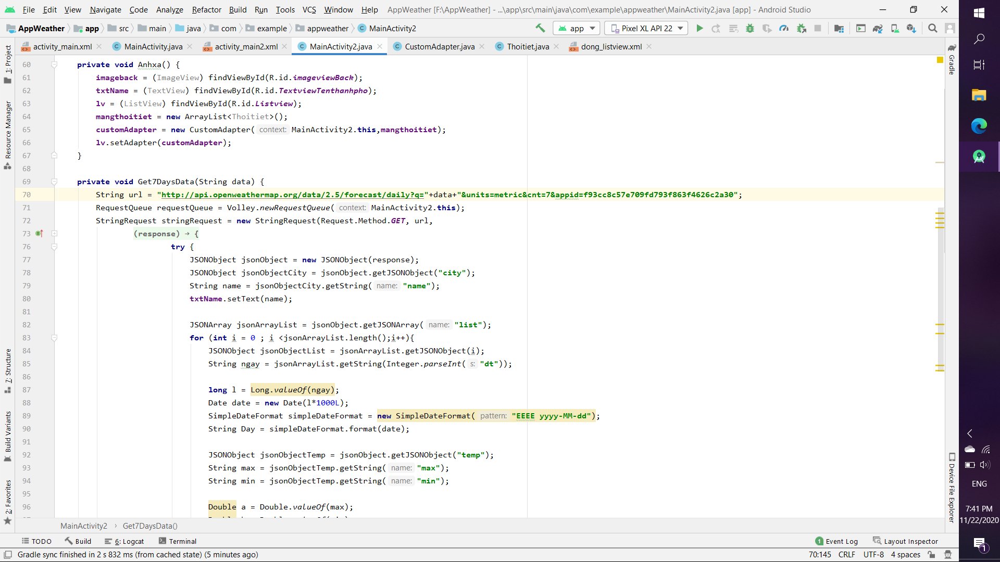 File Edit View Navigate Code Analyze Refactor Build Run Tools VCS Window Help AppWeather [F:\AppWeather] - ...\app\src\main\java\com\example\appweather\MainActivity2.java [app] - Android Studio
AppWeather app src main java com example appweather MainActivity2 app Pixel XL API 22
activity_main.xml MainActivity.java activity_main2.xml MainActivity2.java CustomAdapter.java Thoitiet.java dong_listview.xml
1: Project
Resource Manager
7: Structure
Build Variants
2: Favorites
60 private void Anhxa() {
61 imageback = (ImageView) findViewById(R.id.imageviewBack);
62 txtName = (TextView) findViewById(R.id.TextviewTenthanhpho);
63 lv = (ListView) findViewById(R.id.Listview);
64 mangthoitiet = new ArrayList<Thoitiet>();
65 customAdapter = new CustomAdapter( context: MainActivity2.this,mangthoitiet);
66 lv.setAdapter(customAdapter);
67 }
68
69 private void Get7DaysData(String data) {
70 String url = "http://api.openweathermap.org/data/2.5/forecast/daily?q="+data+"&units=metric&cnt=7&appid=f93cc8c57e709fd793f863f4626c2a30";
71 RequestQueue requestQueue = Volley.newRequestQueue( context: MainActivity2.this);
72 StringRequest stringRequest = new StringRequest(Request.Method.GET, url,
73 (response) → {
76 try {
77 JSONObject jsonObject = new JSONObject(response);
78 JSONObject jsonObjectCity = jsonObject.getJSONObject("city");
79 String name = jsonObjectCity.getString( name: "name");
80 txtName.setText(name);
81
82 JSONArray jsonArrayList = jsonObject.getJSONArray( name: "list");
83 for (int i = 0 ; i <jsonArrayList.length();i++){
84 JSONObject jsonObjectList = jsonArrayList.getJSONObject(i);
85 String ngay = jsonArrayList.getString(Integer.parseInt( s: "dt"));
86
87 long l = Long.valueOf(ngay);
88 Date date = new Date(l*1000L);
89 SimpleDateFormat simpleDateFormat = new SimpleDateFormat( pattern: "EEEE yyyy-MM-dd");
90 String Day = simpleDateFormat.format(date);
91
92 JSONObject jsonObjectTemp = jsonObject.getJSONObject("temp");
93 String max = jsonObjectTemp.getString( name: "max");
94 String min = jsonObjectTemp.getString( name: "min");
95
96 Double a = Double.valueOf(max);
Gradle
Device File Explorer
MainActivity2 › Get7DaysData()
TODO Build 6: Logcat Terminal 1 Event Log Layout Inspector
Gradle sync finished in 2 s 832 ms (from cached state) (5 minutes ago) 70:145 CRLF UTF-8 4 spaces
ENG
7:41 PM
11/22/2020
1